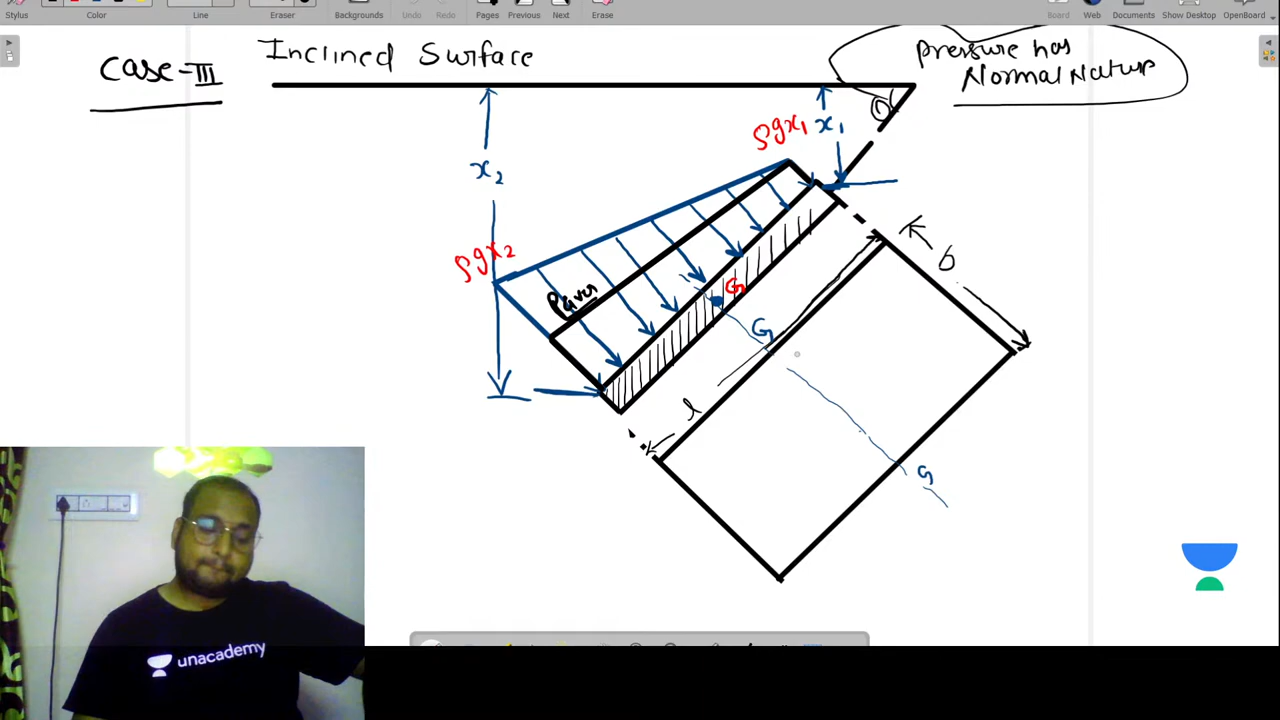 Stylus
Color
Line
Eraser
Backgrounds
Undo
Redo
Pages
Previous
Next
Erase
Board
Web
Documents
Show Desktop
OpenBoard
Case-III
Inclined Surface
Pressure has
Normal Nature
θ
x₁
ρgx₁
x₂
ρgx₂
Paver
G
G
b
l
G
unacademy